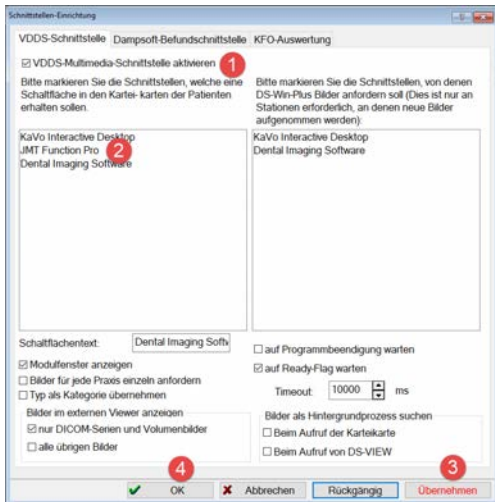 Schnittstellen-Einrichtung
VDDS-Schnittstelle
Dampsoft-Befundschnittstelle
KFO-Auswertung
VDDS-Multimedia-Schnittstelle aktivieren
1
Bitte markieren Sie die Schnittstellen, welche eine
Schaltfläche in den Kartei- karten der Patienten
erhalten sollen.
Bitte markieren Sie die Schnittstellen, von denen
DS-Win-Plus Bilder anfordern soll (Dies ist nur an
Stationen erforderlich, an denen neue Bilder
aufgenommen werden):
KaVo Interactive Desktop
JMT Function Pro
2
Dental Imaging Software
KaVo Interactive Desktop
Dental Imaging Software
Schaltflächentext:
Dental Imaging Softw
Modulfenster anzeigen
Bilder für jede Praxis einzeln anfordern
Typ als Kategorie übernehmen
Bilder im externen Viewer anzeigen
nur DICOM-Serien und Volumenbilder
alle übrigen Bilder
auf Programmbeendigung warten
auf Ready-Flag warten
Timeout: 10000 ms
Bilder als Hintergrundprozess suchen
Beim Aufruf der Karteikarte
Beim Aufruf von DS-VIEW
4
3
OK
Abbrechen
Rückgängig
Übernehmen